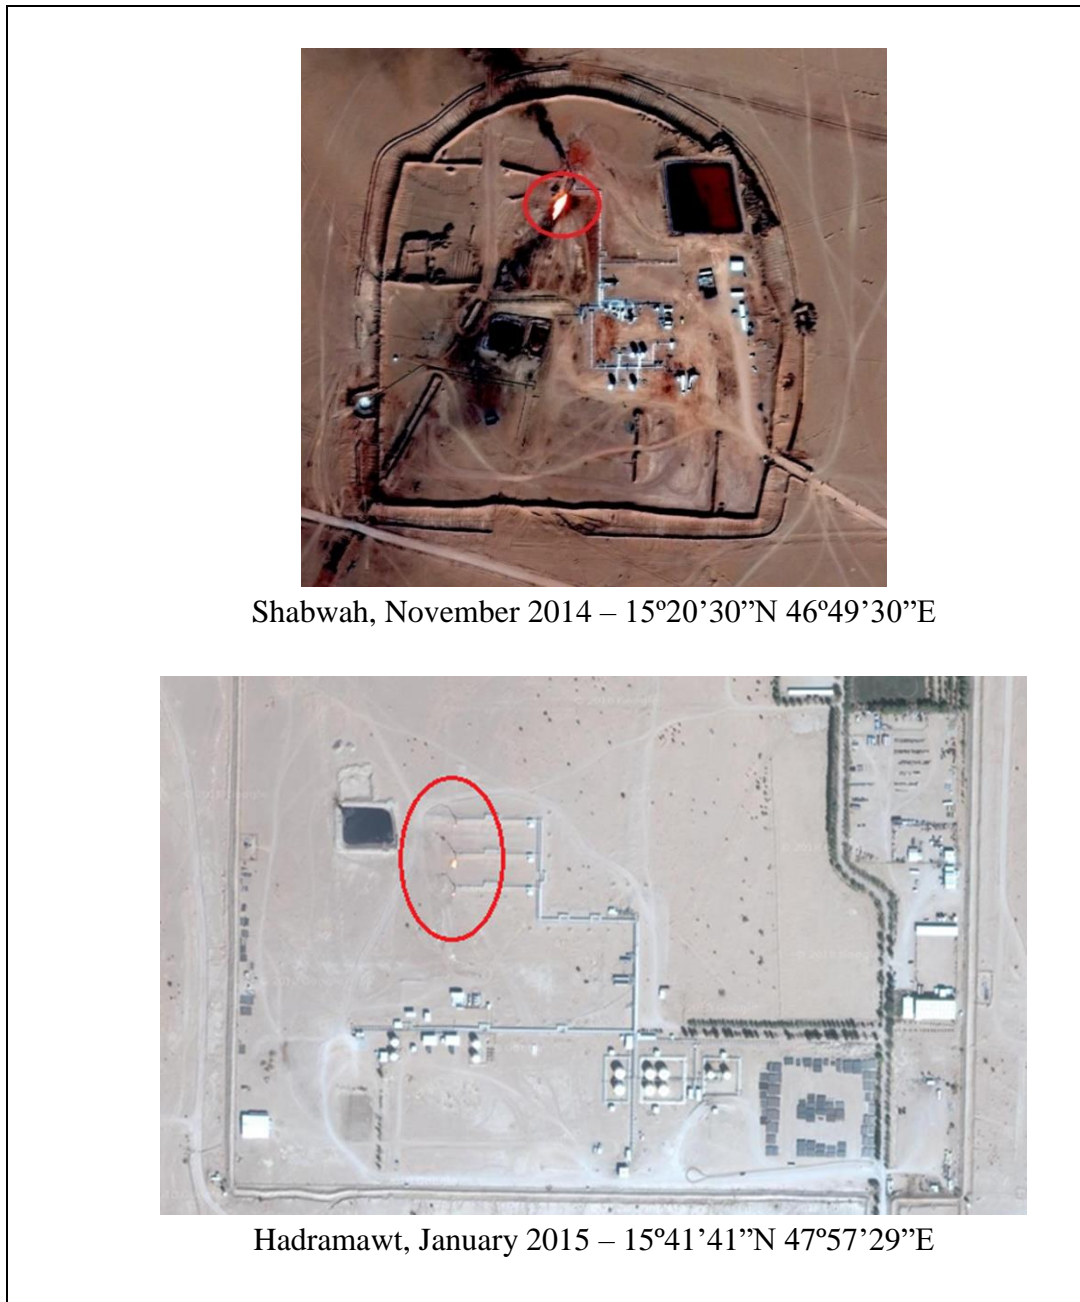 Shabwah, November 2014 – 15º20’30”N 46º49’30”E
Hadramawt, January 2015 – 15º41’41”N 47º57’29”E